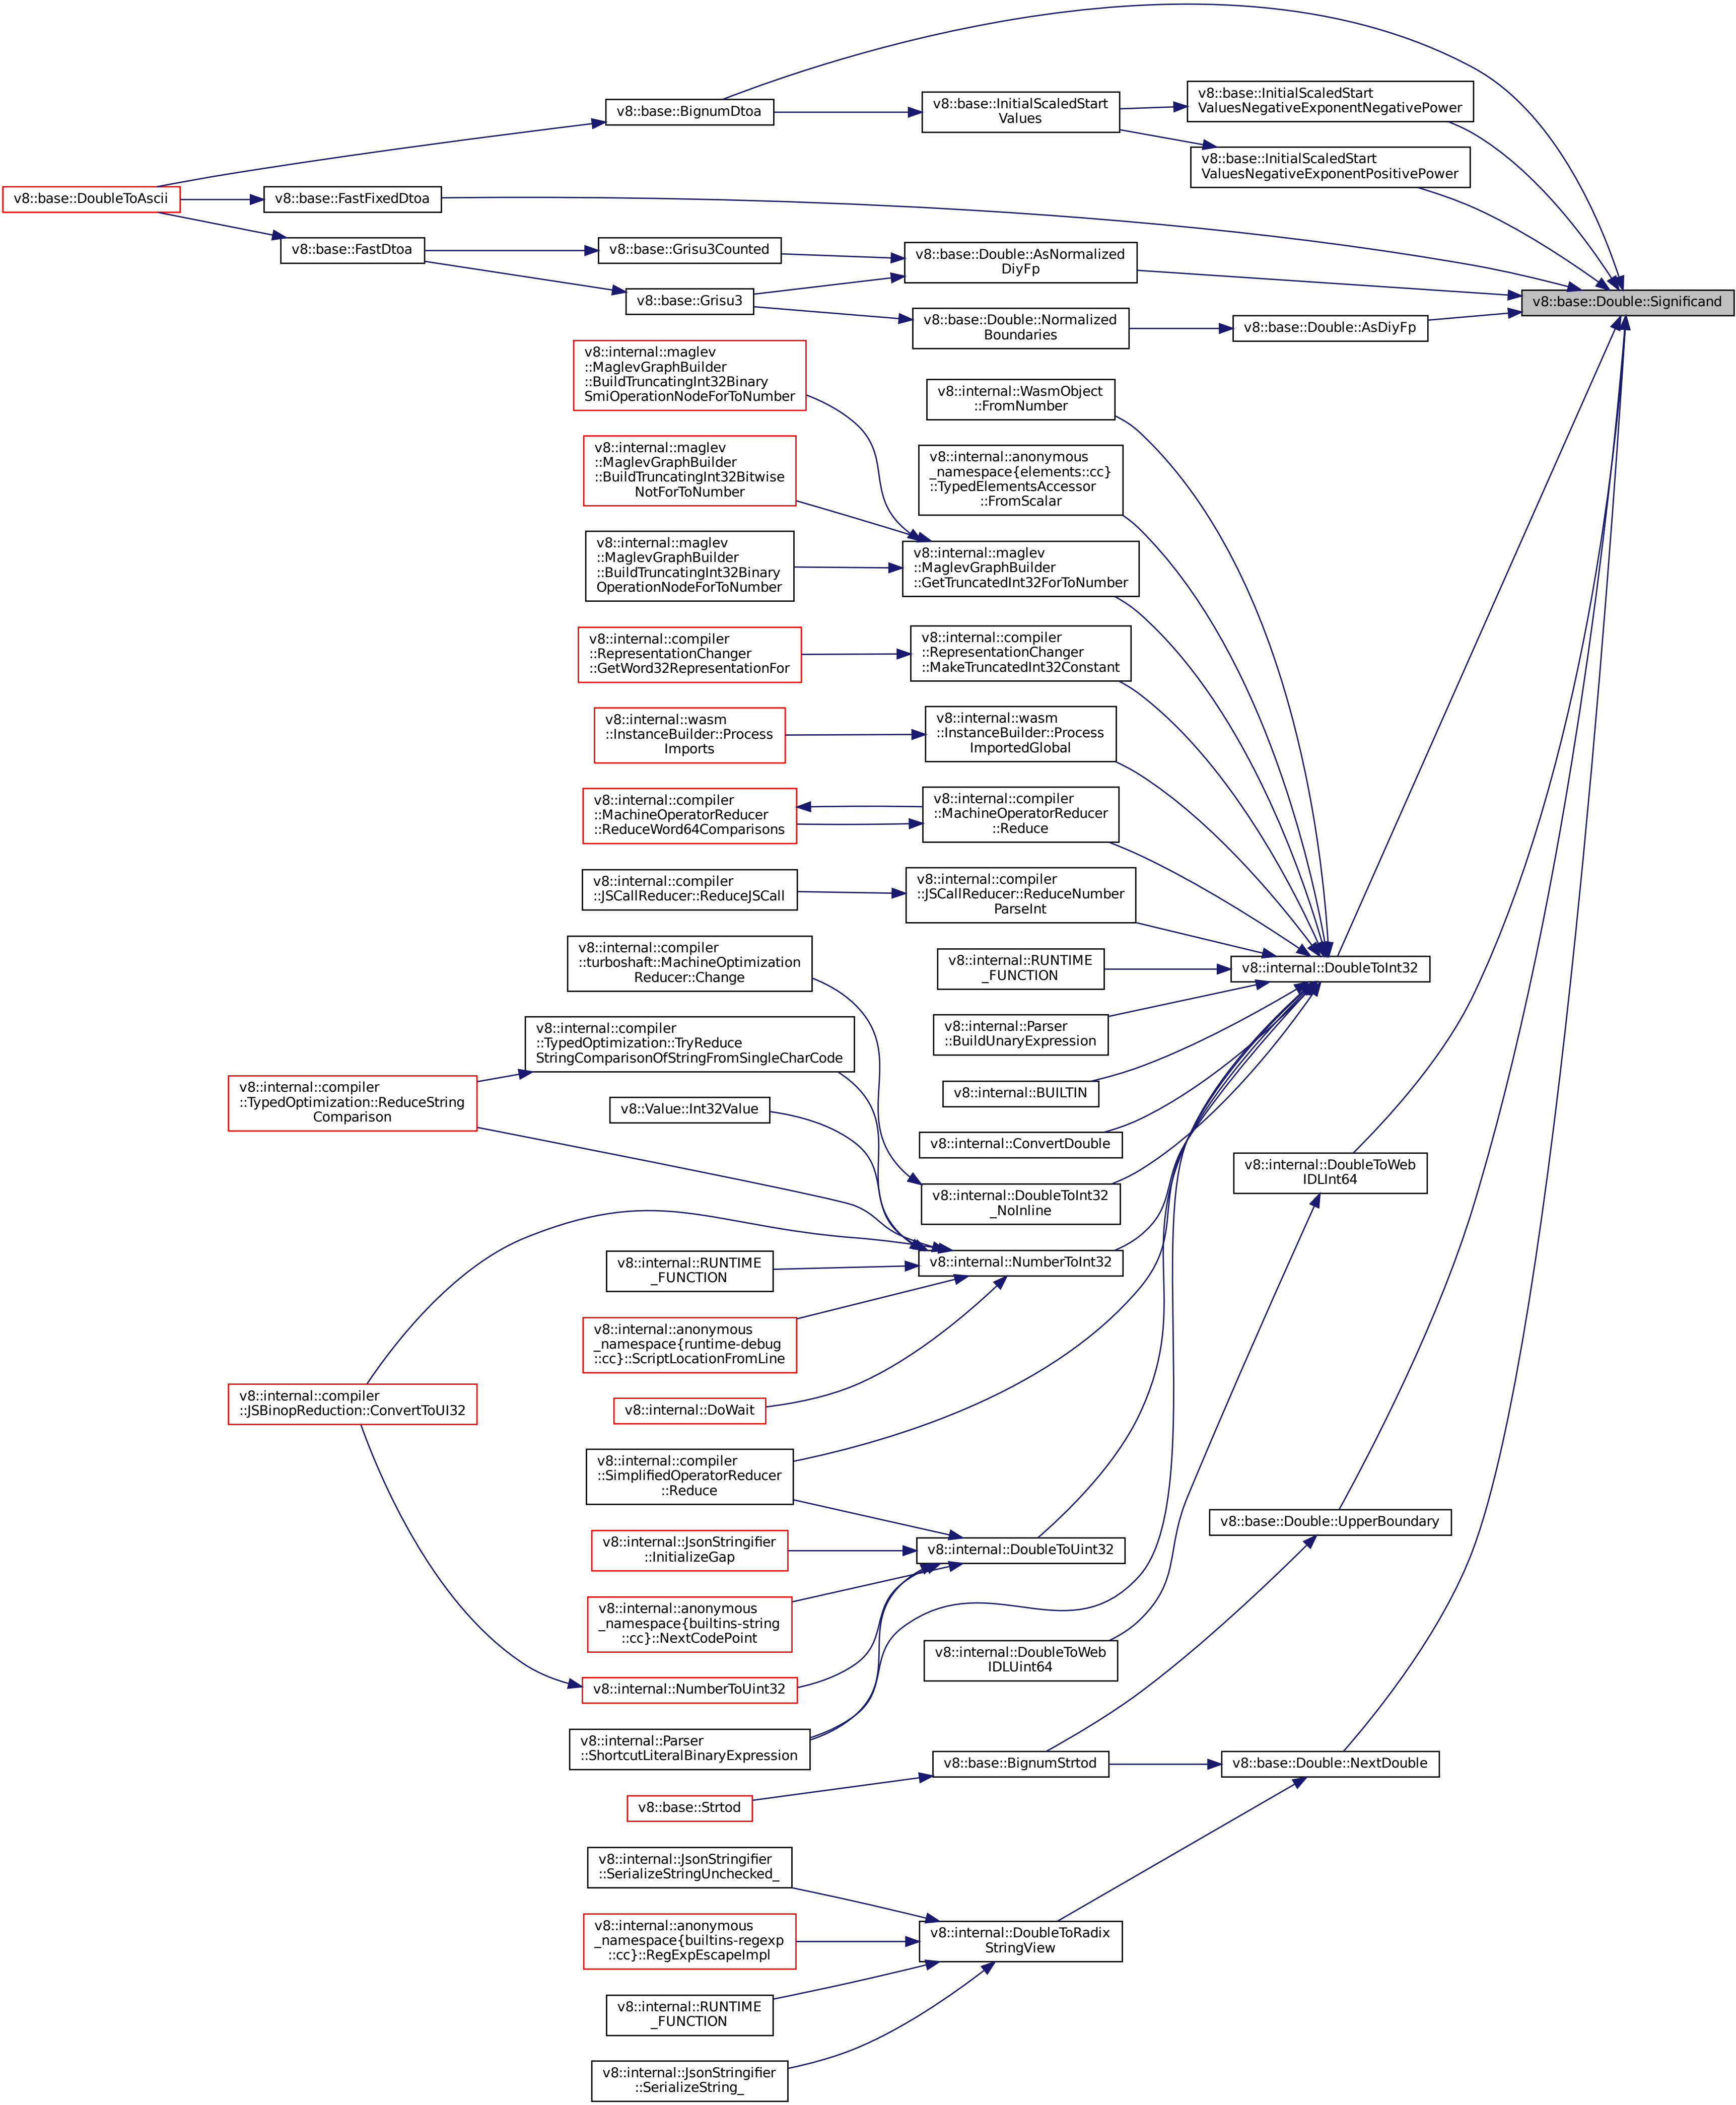 v8::base::BignumDtoa
v8::base::InitialScaledStart
Values
v8::base::InitialScaledStart
ValuesNegativeExponentNegativePower
v8::base::InitialScaledStart
ValuesNegativeExponentPositivePower
v8::base::DoubleToAscii
v8::base::FastFixedDtoa
v8::base::FastDtoa
v8::base::Grisu3Counted
v8::base::Double::AsNormalized
DiyFp
v8::base::Grisu3
v8::base::Double::Significand
v8::base::Double::Normalized
Boundaries
v8::base::Double::AsDiyFp
v8::internal::maglev
::MaglevGraphBuilder
::BuildTruncatingInt32Binary
SmiOperationNodeForToNumber
v8::internal::WasmObject
::FromNumber
v8::internal::maglev
::MaglevGraphBuilder
::BuildTruncatingInt32Bitwise
NotForToNumber
v8::internal::anonymous
_namespace{elements::cc}
::TypedElementsAccessor
::FromScalar
v8::internal::maglev
::MaglevGraphBuilder
::BuildTruncatingInt32Binary
OperationNodeForToNumber
v8::internal::maglev
::MaglevGraphBuilder
::GetTruncatedInt32ForToNumber
v8::internal::compiler
::RepresentationChanger
::GetWord32RepresentationFor
v8::internal::compiler
::RepresentationChanger
::MakeTruncatedInt32Constant
v8::internal::wasm
::InstanceBuilder::Process
Imports
v8::internal::wasm
::InstanceBuilder::Process
ImportedGlobal
v8::internal::compiler
::MachineOperatorReducer
::ReduceWord64Comparisons
v8::internal::compiler
::MachineOperatorReducer
::Reduce
v8::internal::compiler
::JSCallReducer::ReduceJSCall
v8::internal::compiler
::JSCallReducer::ReduceNumber
ParseInt
v8::internal::compiler
::turboshaft::MachineOptimization
Reducer::Change
v8::internal::RUNTIME
_FUNCTION
v8::internal::DoubleToInt32
v8::internal::compiler
::TypedOptimization::TryReduce
StringComparisonOfStringFromSingleCharCode
v8::internal::Parser
::BuildUnaryExpression
v8::internal::compiler
::TypedOptimization::ReduceString
Comparison
v8::Value::Int32Value
v8::internal::BUILTIN
v8::internal::ConvertDouble
v8::internal::DoubleToWeb
IDLInt64
v8::internal::DoubleToInt32
_NoInline
v8::internal::RUNTIME
_FUNCTION
v8::internal::NumberToInt32
v8::internal::anonymous
_namespace{runtime-debug
::cc}::ScriptLocationFromLine
v8::internal::compiler
::JSBinopReduction::ConvertToUI32
v8::internal::DoWait
v8::internal::compiler
::SimplifiedOperatorReducer
::Reduce
v8::base::Double::UpperBoundary
v8::internal::JsonStringifier
::InitializeGap
v8::internal::DoubleToUint32
v8::internal::anonymous
_namespace{builtins-string
::cc}::NextCodePoint
v8::internal::DoubleToWeb
IDLUint64
v8::internal::NumberToUint32
v8::internal::Parser
::ShortcutLiteralBinaryExpression
v8::base::BignumStrtod
v8::base::Double::NextDouble
v8::base::Strtod
v8::internal::JsonStringifier
::SerializeStringUnchecked_
v8::internal::anonymous
_namespace{builtins-regexp
::cc}::RegExpEscapeImpl
v8::internal::DoubleToRadix
StringView
v8::internal::RUNTIME
_FUNCTION
v8::internal::JsonStringifier
::SerializeString_